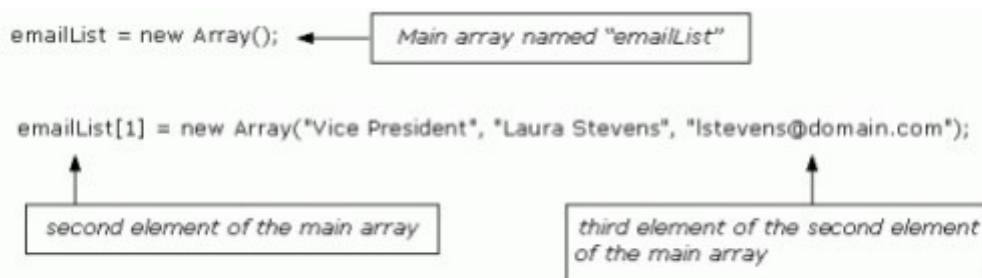 emailList = new Array();
Main array named "emailList"
emailList[1] = new Array("Vice President", "Laura Stevens", "lstevens@domain.com");
second element of the main array
third element of the second element
of the main array